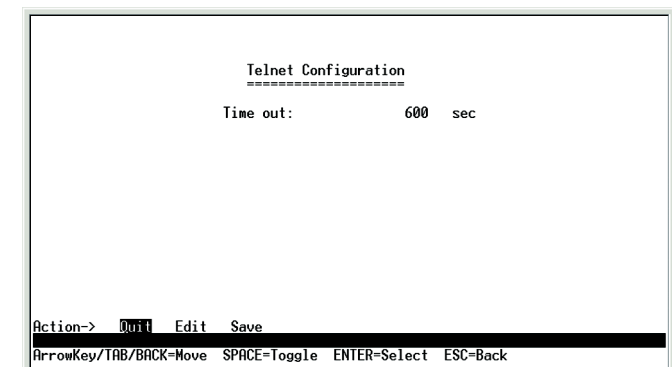 Telnet Configuration
====================
Time out: 600 sec
Action-> Quit Edit Save
ArrowKey/TAB/BACK=Move SPACE=Toggle ENTER=Select ESC=Back